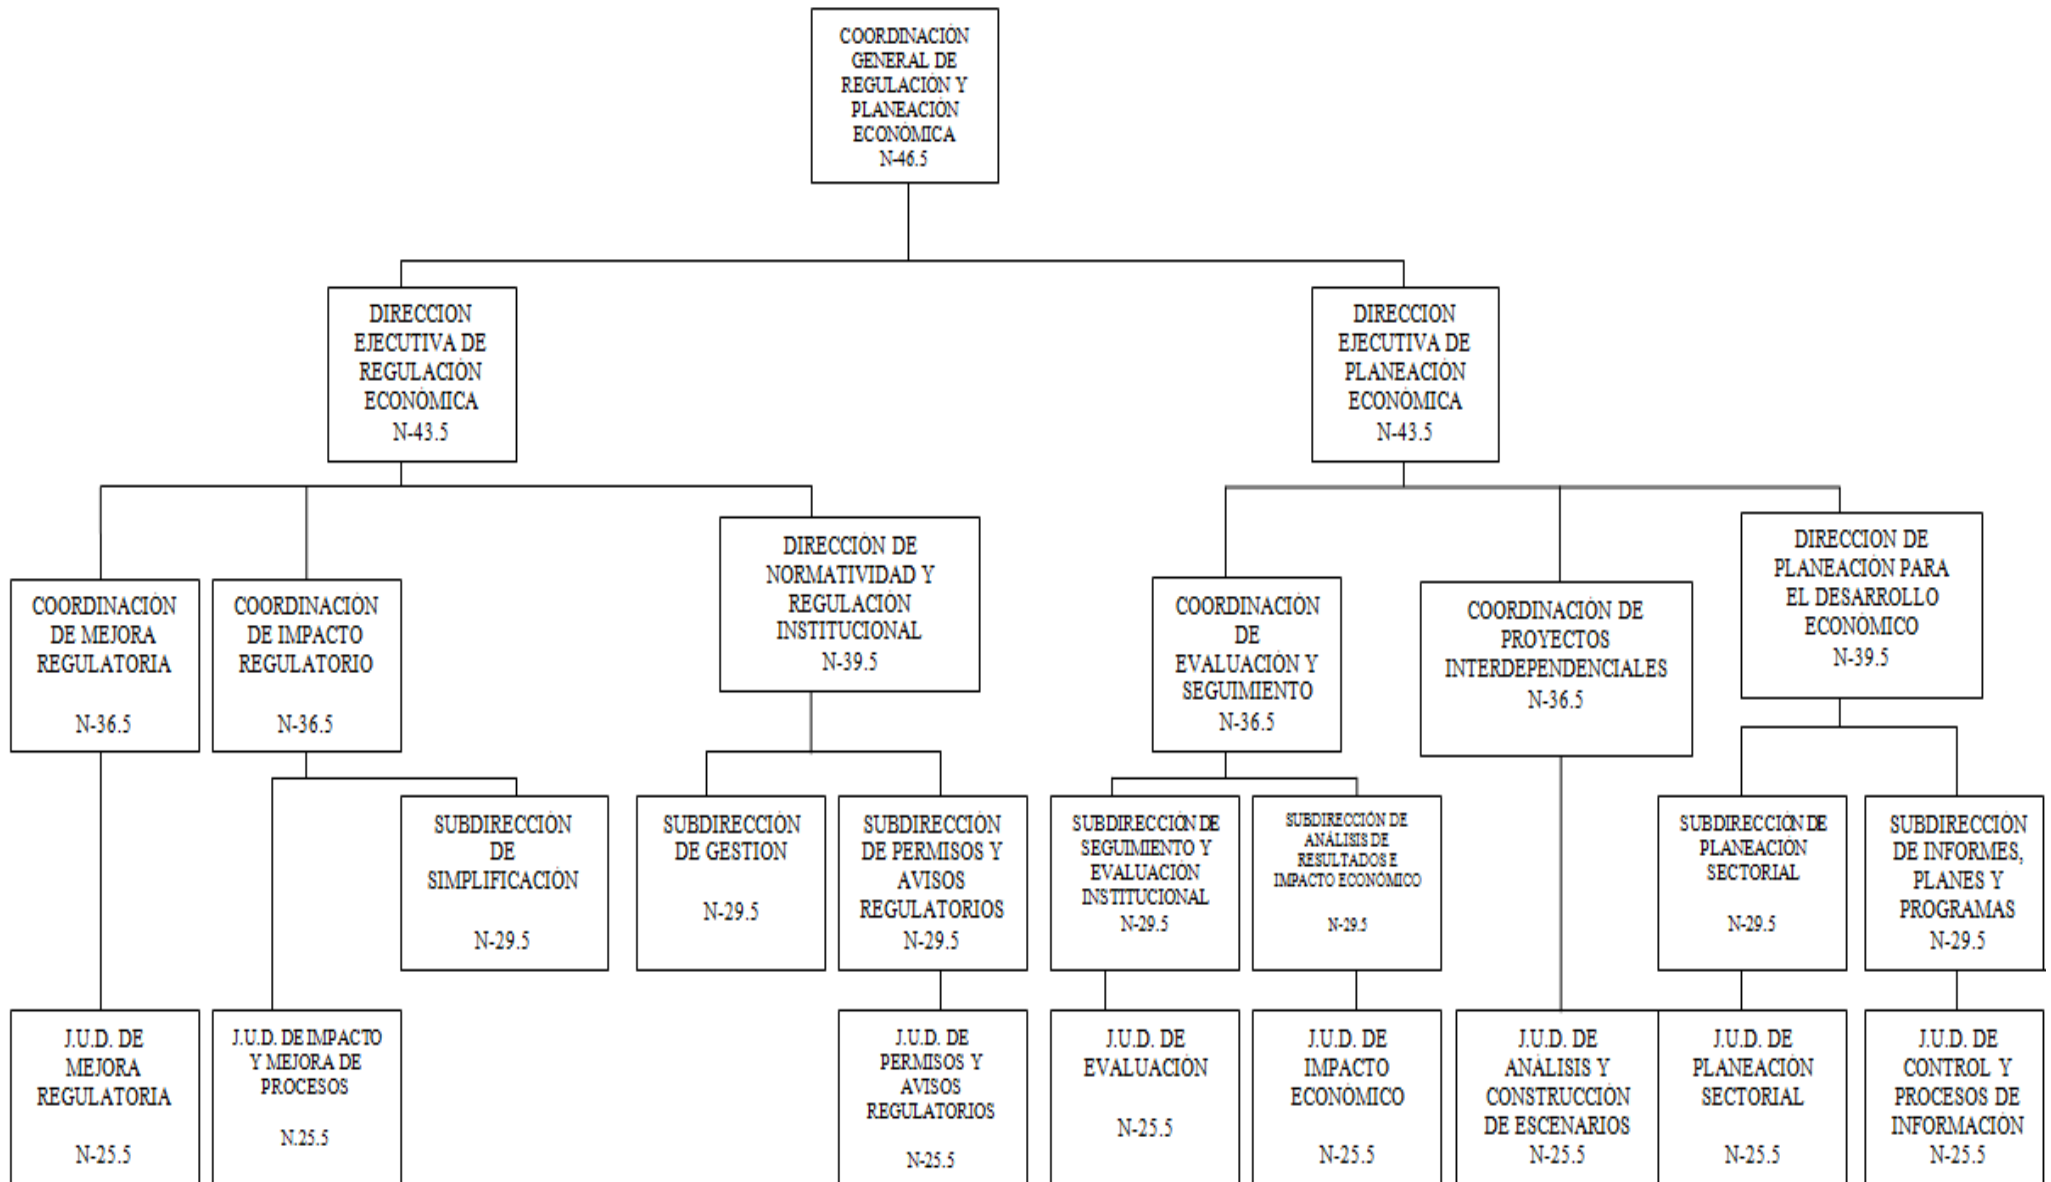 COORDINACIÓN
GENERAL DE
REGULACIÓN Y
PLANEACIÓN
ECONÓMICA
N-46.5
DIRECCION
EJECUTIVA DE
REGULACIÓN
ECONÓMICA
N-43.5
DIRECCION
EJECUTIVA DE
PLANEACIÓN
ECONÓMICA
N-43.5
COORDINACIÓN
DE MEJORA
REGULATORIA
N-36.5
COORDINACIÓN
DE IMPACTO
REGULATORIO
N-36.5
DIRECCIÓN DE
NORMATIVIDAD Y
REGULACIÓN
INSTITUCIONAL
N-39.5
COORDINACIÓN
DE
EVALUACIÓN Y
SEGUIMIENTO
N-36.5
COORDINACIÓN DE
PROYECTOS
INTERDEPENDENCIALES
N-36.5
DIRECCION DE
PLANEACIÓN PARA
EL DESARROLLO
ECONÓMICO
N-39.5
SUBDIRECCIÓN
DE
SIMPLIFICACIÓN
N-29.5
SUBDIRECCIÓN
DE GESTION
N-29.5
SUBDIRECCIÓN
DE PERMISOS Y
AVISOS
REGULATORIOS
N-29.5
SUBDIRECCIÓN DE
SEGUIMIENTO Y
EVALUACIÓN
INSTITUCIONAL
N-29.5
SUBDIRECCIÓN DE
ANÁLISIS DE
RESULTADOS E
IMPACTO ECONÓMICO
N-29.5
SUBDIRECCIÓN DE
PLANEACIÓN
SECTORIAL
N-29.5
SUBDIRECCIÓN
DE INFORMES,
PLANES Y
PROGRAMAS
N-29.5
J.U.D. DE
MEJORA
REGULATORIA
N-25.5
J.U.D. DE IMPACTO
Y MEJORA DE
PROCESOS
N.25.5
J.U.D. DE
PERMISOS Y
AVISOS
REGULATORIOS
N-25.5
J.U.D. DE
EVALUACIÓN
N-25.5
J.U.D. DE
IMPACTO
ECONÓMICO
N-25.5
J.U.D. DE
ANÁLISIS Y
CONSTRUCCIÓN
DE ESCENARIOS
N-25.5
J.U.D. DE
PLANEACIÓN
SECTORIAL
N-25.5
J.U.D. DE
CONTROL Y
PROCESOS DE
INFORMACIÓN
N-25.5